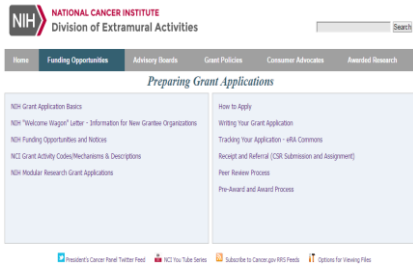 NIH
NATIONAL CANCER INSTITUTE
Division of Extramural Activities
Search
Home
Funding Opportunities
Advisory Boards
Grant Policies
Consumer Advocates
Awarded Research
Preparing Grant Applications
NIH Grant Application Basics
NIH "Welcome Wagon" Letter - Information for New Grantee Organizations
NIH Funding Opportunities and Notices
NCI Grant Activity Codes/Mechanisms & Descriptions
NIH Modular Research Grant Applications
How to Apply
Writing Your Grant Application
Tracking Your Application - eRA Commons
Receipt and Referral (CSR Submission and Assignment)
Peer Review Process
Pre-Award and Award Process
President's Cancer Panel Twitter Feed
NCI You Tube Series
Subscribe to Cancer.gov RSS Feeds
Options for Viewing Files